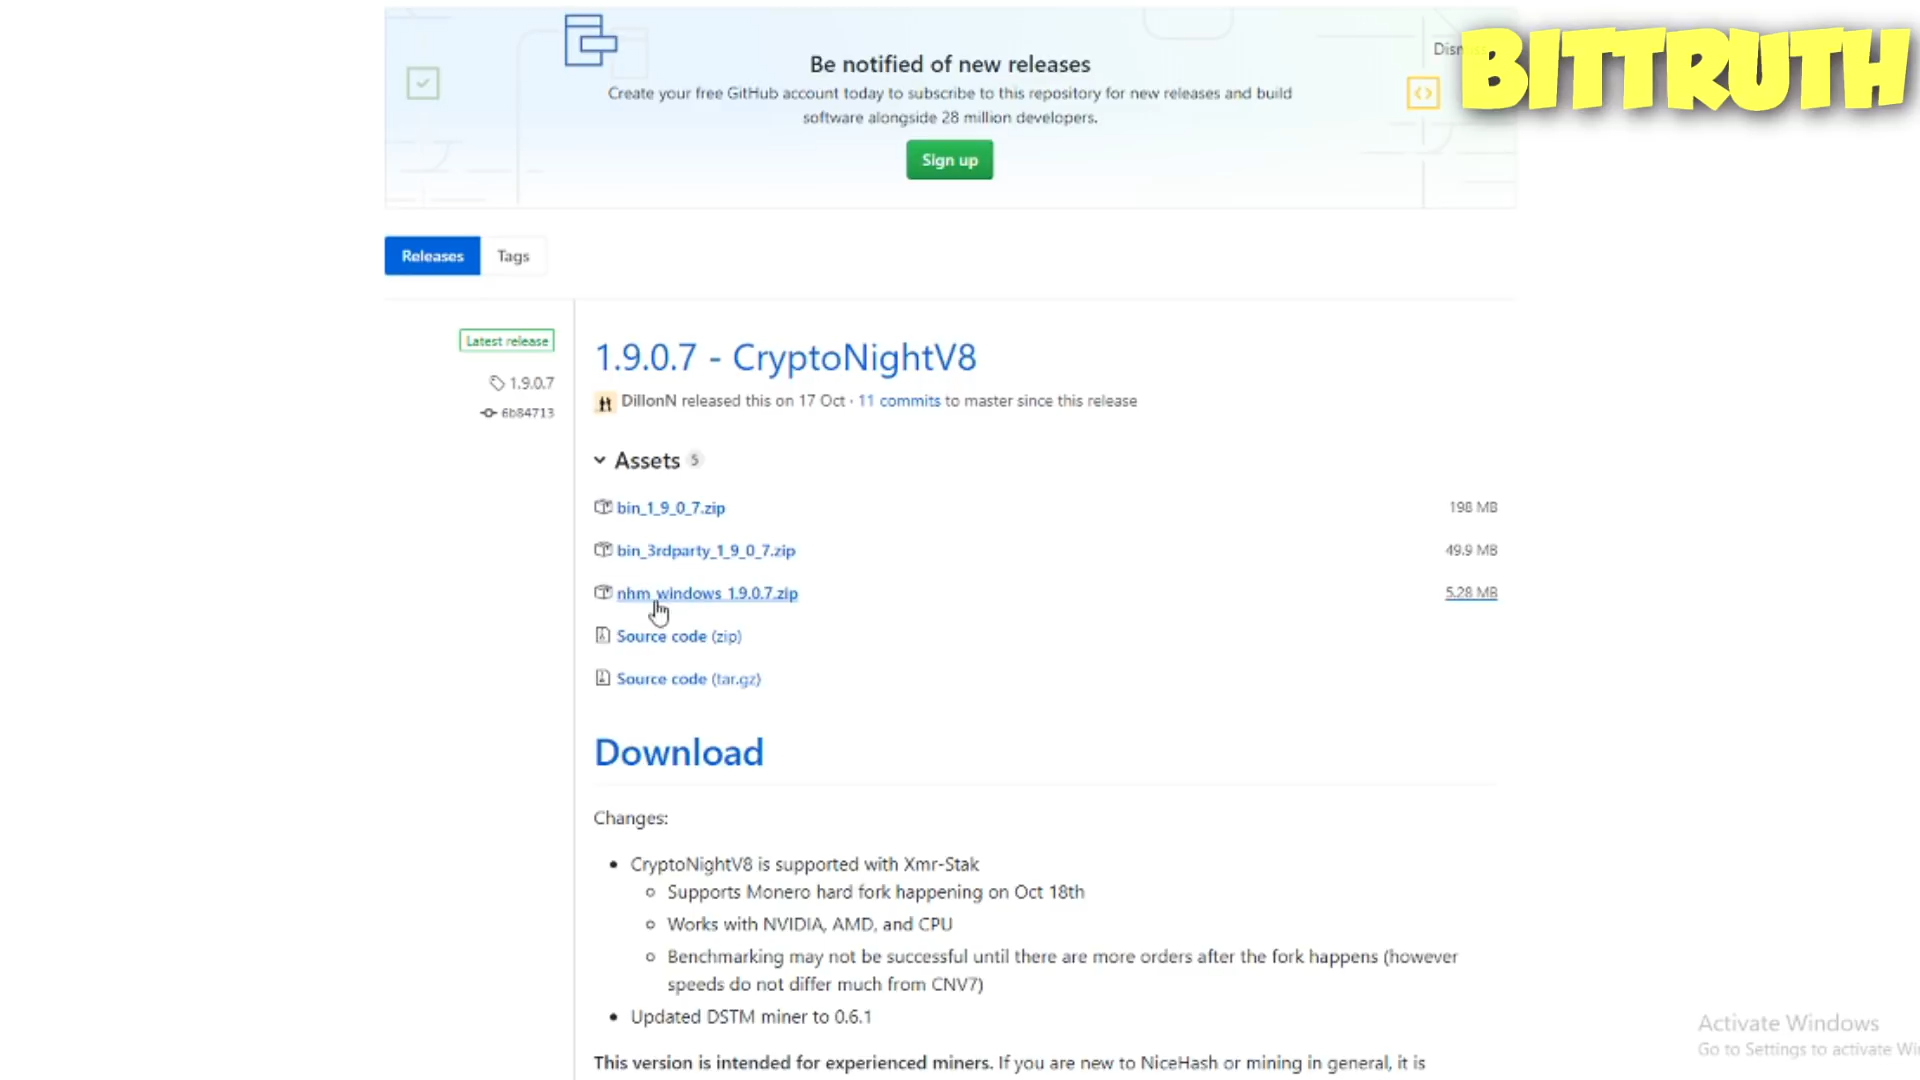 BITTRUTH
Be notified of new releases
Create your free GitHub account today to subscribe to this repository for new releases and build
software alongside 28 million developers.
Sign up
Releases
Tags
Latest release
1.9.0.7
6b84713
1.9.0.7 - CryptoNightV8
DillonN released this on 17 Oct · 11 commits to master since this release
Assets 5
bin_1_9_0_7.zip 198 MB
bin_3rdparty_1_9_0_7.zip 49.9 MB
nhm_windows_1.9.0.7.zip 5.28 MB
Source code (zip)
Source code (tar.gz)
Download
Changes:
CryptoNightV8 is supported with Xmr-Stak
Supports Monero hard fork happening on Oct 18th
Works with NVIDIA, AMD, and CPU
Benchmarking may not be successful until there are more orders after the fork happens (however
speeds do not differ much from CNV7)
Updated DSTM miner to 0.6.1
This version is intended for experienced miners. If you are new to NiceHash or mining in general, it is
Activate Windows
Go to Settings to activate Wi